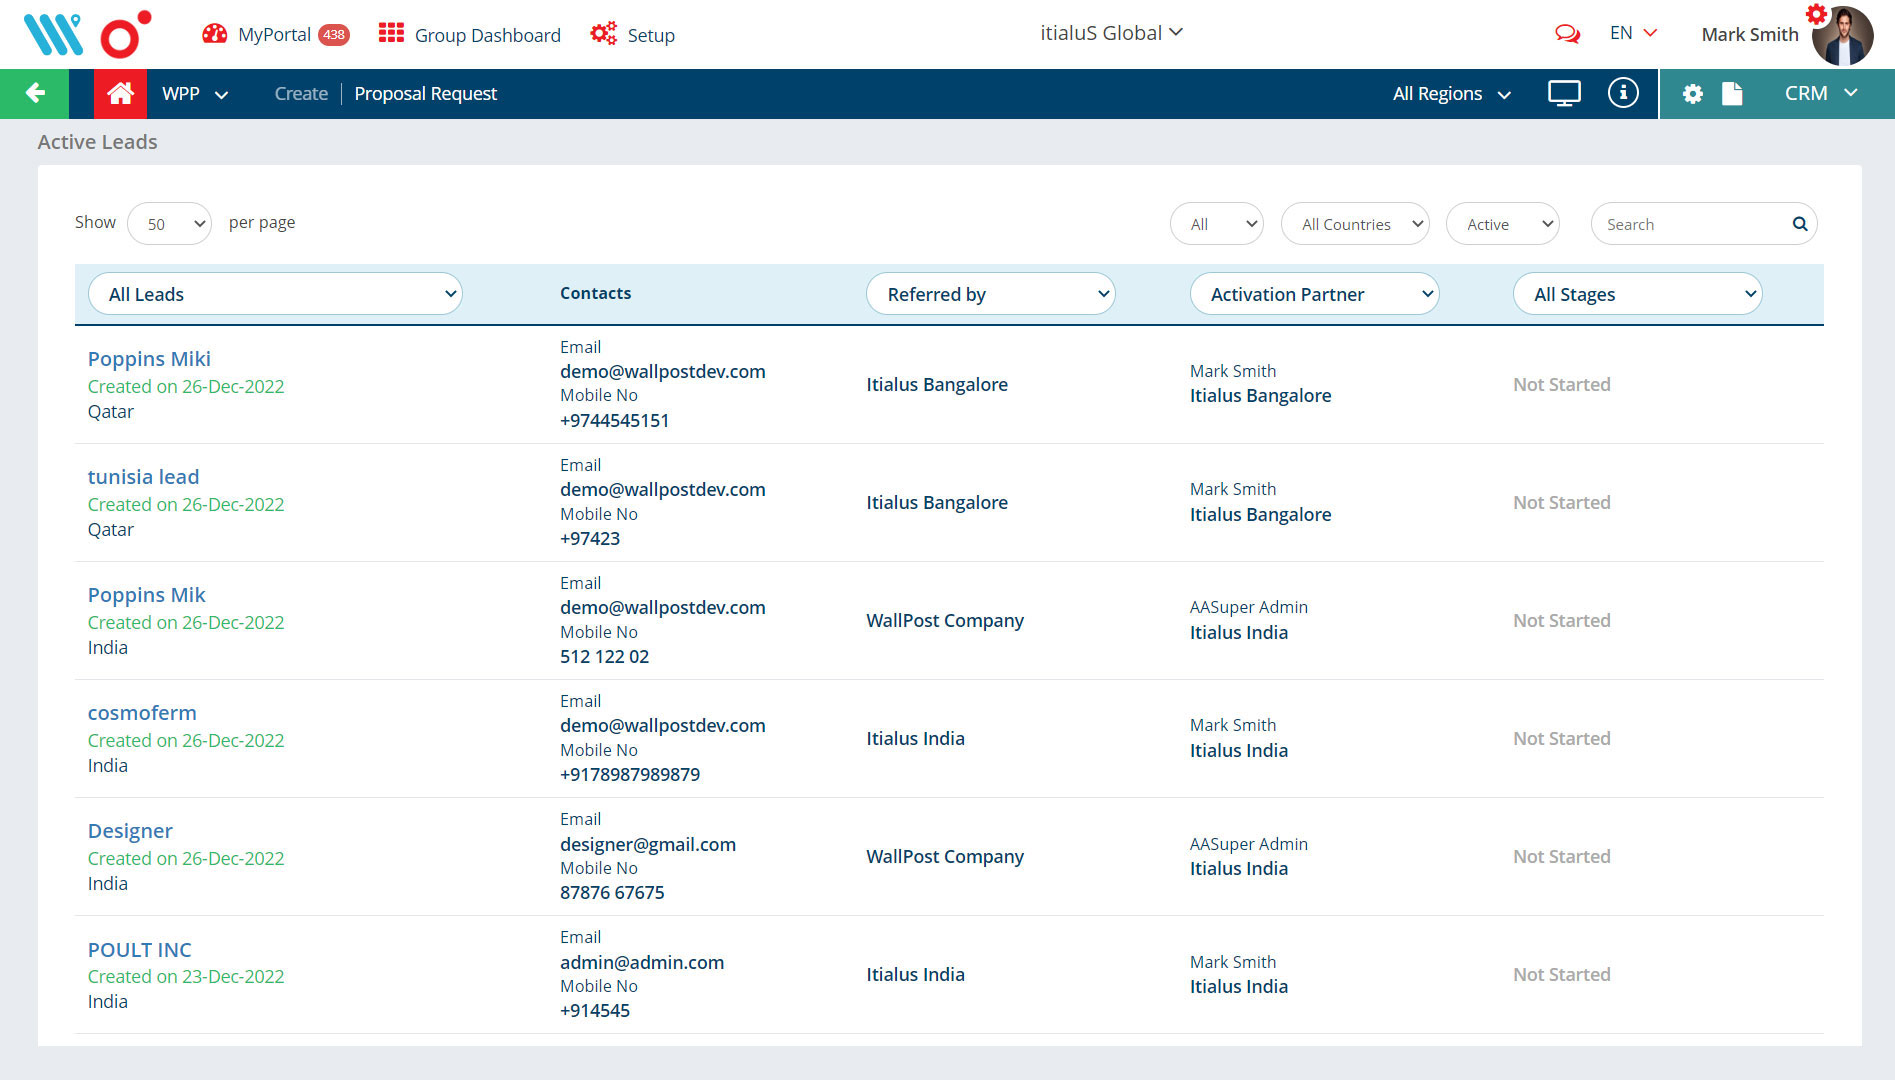 MyPortal 438 Group Dashboard Setup itialuS Global EN Mark Smith
WPP Create Proposal Request All Regions CRM
Active Leads
Show 50 per page All All Countries Active Search
All Leads Contacts Referred by Activation Partner All Stages
Poppins Miki
Created on 26-Dec-2022
Qatar
Email
demo@wallpostdev.com
Mobile No
+9744545151
Itialus Bangalore
Mark Smith
Itialus Bangalore
Not Started
tunisia lead
Created on 26-Dec-2022
Qatar
Email
demo@wallpostdev.com
Mobile No
+97423
Itialus Bangalore
Mark Smith
Itialus Bangalore
Not Started
Poppins Mik
Created on 26-Dec-2022
India
Email
demo@wallpostdev.com
Mobile No
512 122 02
WallPost Company
AASuper Admin
Itialus India
Not Started
cosmoferm
Created on 26-Dec-2022
India
Email
demo@wallpostdev.com
Mobile No
+9178987989879
Itialus India
Mark Smith
Itialus India
Not Started
Designer
Created on 26-Dec-2022
India
Email
designer@gmail.com
Mobile No
87876 67675
WallPost Company
AASuper Admin
Itialus India
Not Started
POULT INC
Created on 23-Dec-2022
India
Email
admin@admin.com
Mobile No
+914545
Itialus India
Mark Smith
Itialus India
Not Started